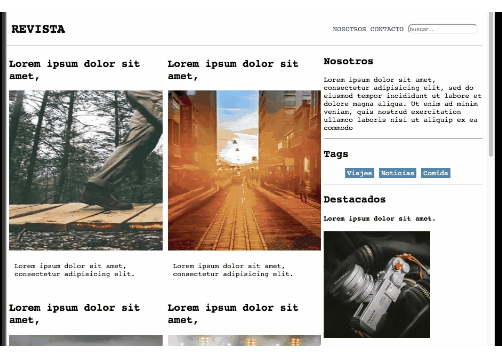 REVISTA
NOSOTROS CONTACTO
buscar..
Lorem ipsum dolor sit
amet,
Lorem ipsum dolor sit amet,
consectetur adipisicing elit.
Lorem ipsum dolor sit
amet,
Lorem ipsum dolor sit
amet,
Lorem ipsum dolor sit amet,
consectetur adipisicing elit.
Lorem ipsum dolor sit
amet,
Nosotros
Lorem ipsum dolor sit amet,
consectetur adipisicing elit, sed do
eiusmod tempor incididunt ut labore et
dolore magna aliqua. Ut enim ad minim
veniam, quis nostrud exercitation
ullamco laboris nisi ut aliquip ex ea
commodo
Tags
Viajes Noticias Comida
Destacados
Lorem ipsum dolor sit amet.